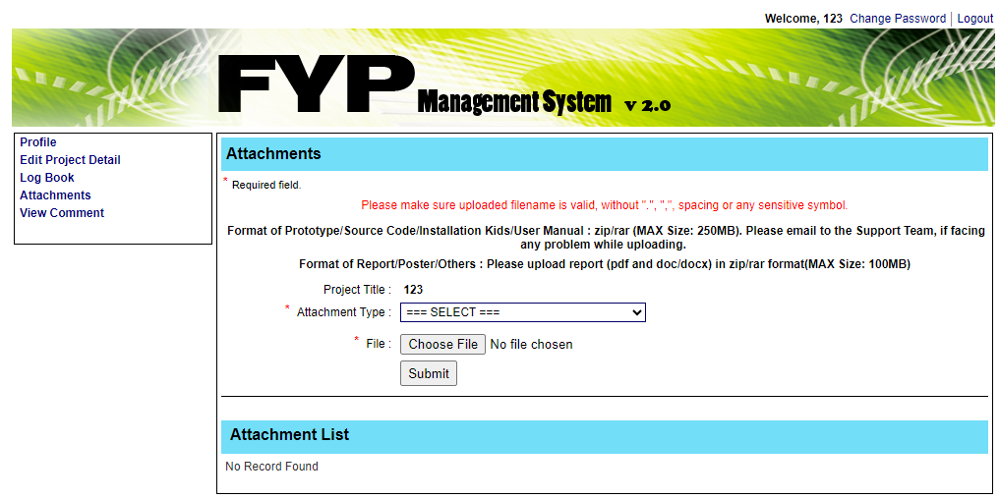 Welcome, 123 Change Password | Logout
FYP Management System v 2.0
Profile
Edit Project Detail
Log Book
Attachments
View Comment
Attachments
* Required field.
Please make sure uploaded filename is valid, without ".", ",", spacing or any sensitive symbol.
Format of Prototype/Source Code/Installation Kids/User Manual : zip/rar (MAX Size: 250MB). Please email to the Support Team, if facing
any problem while uploading.
Format of Report/Poster/Others : Please upload report (pdf and doc/docx) in zip/rar format(MAX Size: 100MB)
Project Title : 123
* Attachment Type : === SELECT ===
* File : Choose File No file chosen
Submit
Attachment List
No Record Found